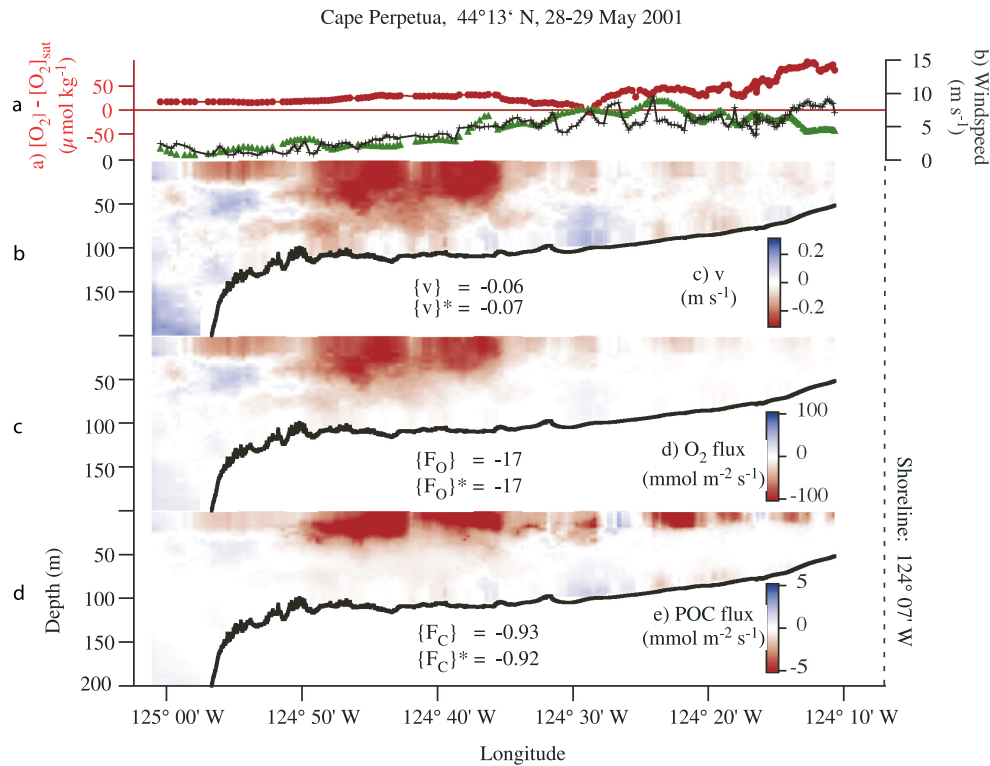 Cape Perpetua, 44°13‘ N, 28-29 May 2001
a
a) [O2] - [O2]sat
(μmol kg-1)
50
0
-50
15
10
5
0
b) Windspeed
(m s-1)
b
0
50
100
150
{v} = -0.06
{v}* = -0.07
c) v
(m s-1)
0.2
0
-0.2
c
0
50
100
150
{FO} = -17
{FO}* = -17
d) O2 flux
(mmol m-2 s-1)
100
0
-100
d
Depth (m)
0
50
100
150
200
{FC} = -0.93
{FC}* = -0.92
e) POC flux
(mmol m-2 s-1)
5
0
-5
Shoreline: 124° 07' W
125° 00' W 124° 50' W 124° 40' W 124° 30' W 124° 20' W 124° 10' W
Longitude